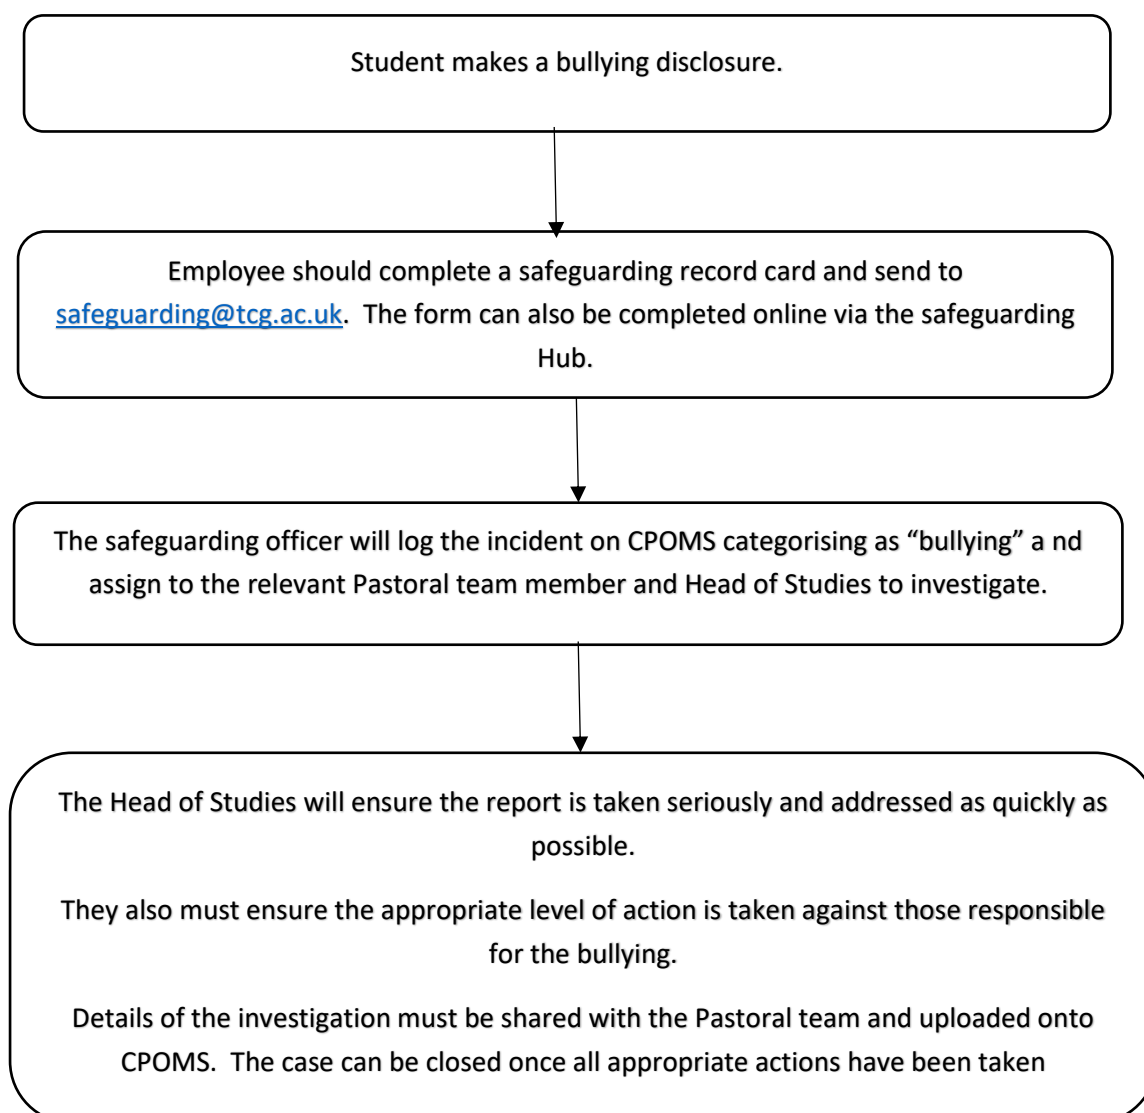 Student makes a bullying disclosure.
Employee should complete a safeguarding record card and send to
safeguarding@tcg.ac.uk.  The form can also be completed online via the safeguarding
Hub.
The safeguarding officer will log the incident on CPOMS categorising as “bullying” a nd
assign to the relevant Pastoral team member and Head of Studies to investigate.
The Head of Studies will ensure the report is taken seriously and addressed as quickly as
possible.
They also must ensure the appropriate level of action is taken against those responsible
for the bullying.
Details of the investigation must be shared with the Pastoral team and uploaded onto
CPOMS.  The case can be closed once all appropriate actions have been taken